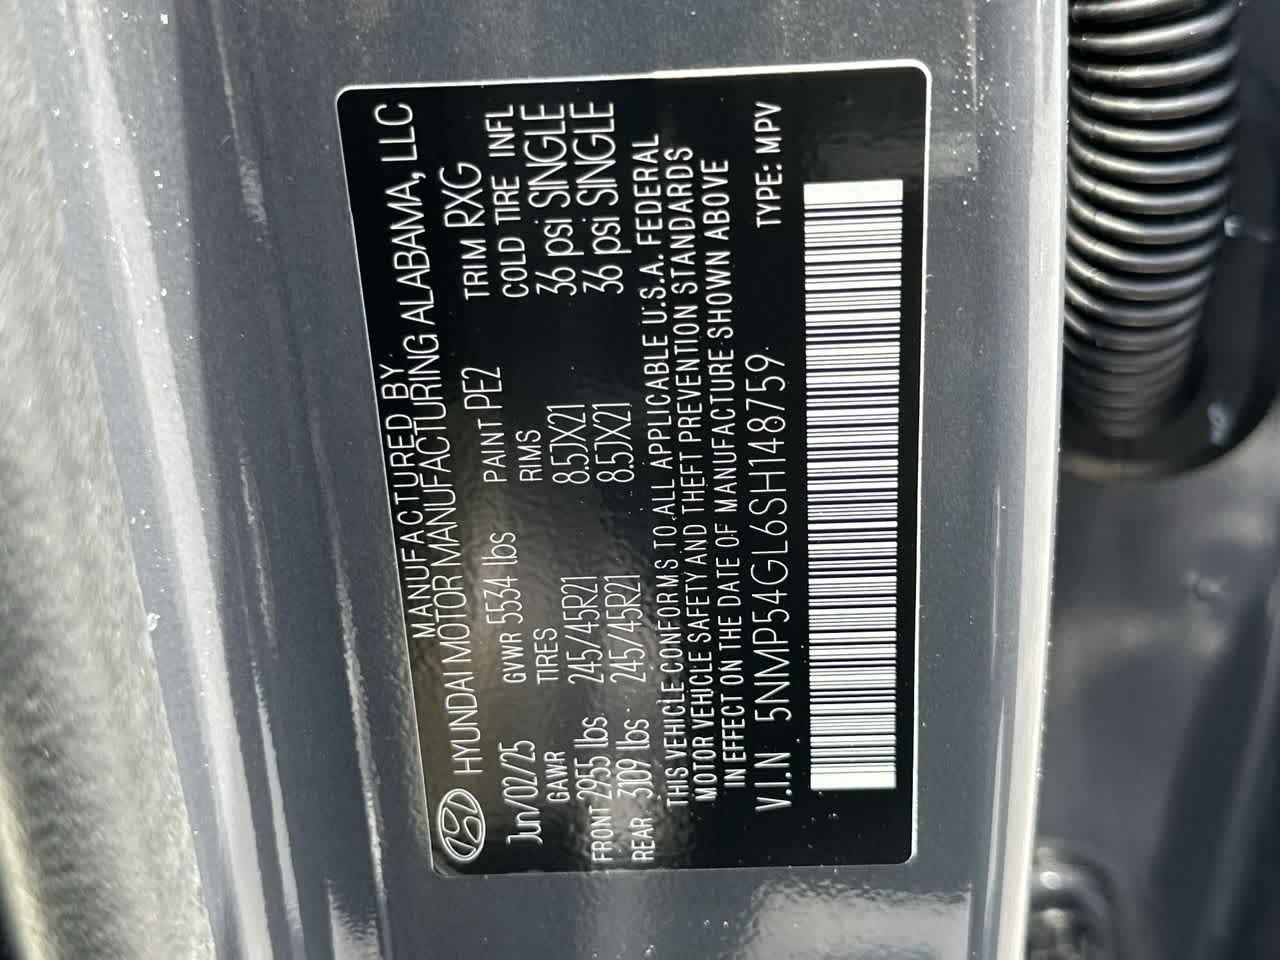 MANUFACTURED BY
HYUNDAI MOTOR MANUFACTURING ALABAMA, LLC
Jun/02/25 GVWR 5534 lbs PAINT PE2 TRIM RXG
GAWR TIRES RIMS COLD TIRE INFL
FRONT 2955 lbs 245/45R21 8.5JX21 36 psi SINGLE
REAR 3109 lbs 245/45R21 8.5JX21 36 psi SINGLE
THIS VEHICLE CONFORMS TO ALL APPLICABLE U.S.A. FEDERAL
MOTOR VEHICLE SAFETY AND THEFT PREVENTION STANDARDS
IN EFFECT ON THE DATE OF MANUFACTURE SHOWN ABOVE
V.I.N 5NMP54GL6SH148759 TYPE: MPV